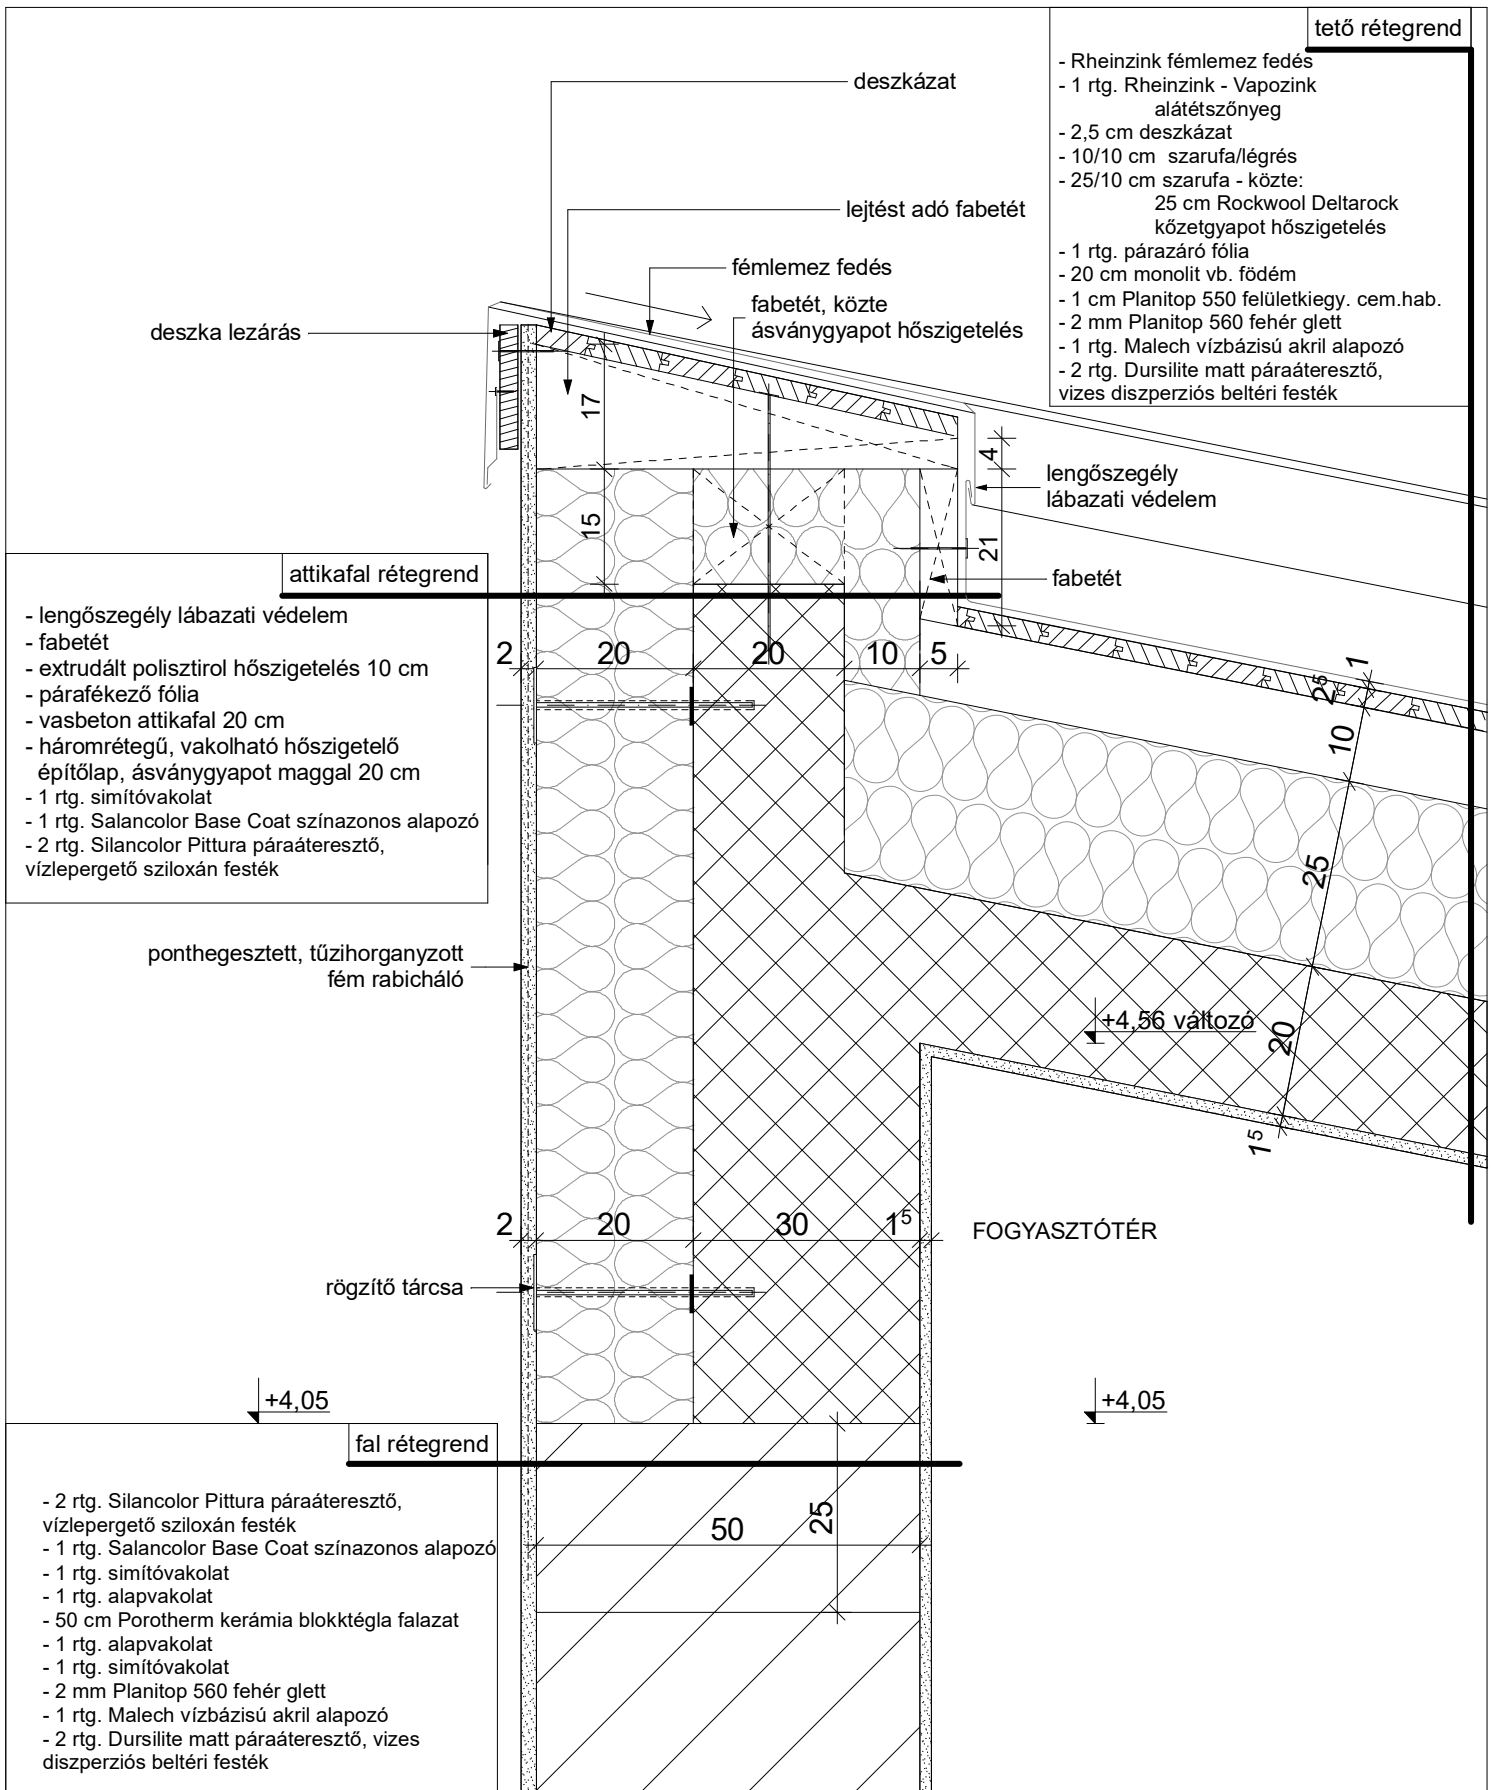 tető rétegrend
- Rheinzink fémlemez fedés
- 1 rtg. Rheinzink - Vapozink
alátétszőnyeg
- 2,5 cm deszkázat
- 10/10 cm  szarufa/légrés
- 25/10 cm szarufa - közte:
25 cm Rockwool Deltarock
kőzetgyapot hőszigetelés
- 1 rtg. párazáró fólia
- 20 cm monolit vb. födém
- 1 cm Planitop 550 felületkiegy. cem.hab.
- 2 mm Planitop 560 fehér glett
- 1 rtg. Malech vízbázisú akril alapozó
- 2 rtg. Dursilite matt páraáteresztő,
vizes diszperziós beltéri festék
deszkázat
lejtést adó fabetét
fémlemez fedés
fabetét, közte
ásványgyapot hőszigetelés
deszka lezárás
17
4
lengőszegély
lábazati védelem
15
21
fabetét
attikafal rétegrend
- lengőszegély lábazati védelem
- fabetét
- extrudált polisztirol hőszigetelés 10 cm
- párafékező fólia
- vasbeton attikafal 20 cm
- háromrétegű, vakolható hőszigetelő
építőlap, ásványgyapot maggal 20 cm
- 1 rtg. simítóvakolat
- 1 rtg. Salancolor Base Coat színazonos alapozó
- 2 rtg. Silancolor Pittura páraáteresztő,
vízlepergető sziloxán festék
2 20 20 10 5
1
2⁵
10
25
20
1⁵
ponthegesztett, tűzihorganyzott
fém rabicháló
+4,56 változó
2 20 30 1⁵
FOGYASZTÓTÉR
rögzítő tárcsa
+4,05
+4,05
fal rétegrend
- 2 rtg. Silancolor Pittura páraáteresztő,
vízlepergető sziloxán festék
- 1 rtg. Salancolor Base Coat színazonos alapozó
- 1 rtg. simítóvakolat
- 1 rtg. alapvakolat
- 50 cm Porotherm kerámia blokktégla falazat
- 1 rtg. alapvakolat
- 1 rtg. simítóvakolat
- 2 mm Planitop 560 fehér glett
- 1 rtg. Malech vízbázisú akril alapozó
- 2 rtg. Dursilite matt páraáteresztő, vizes
diszperziós beltéri festék
50
25